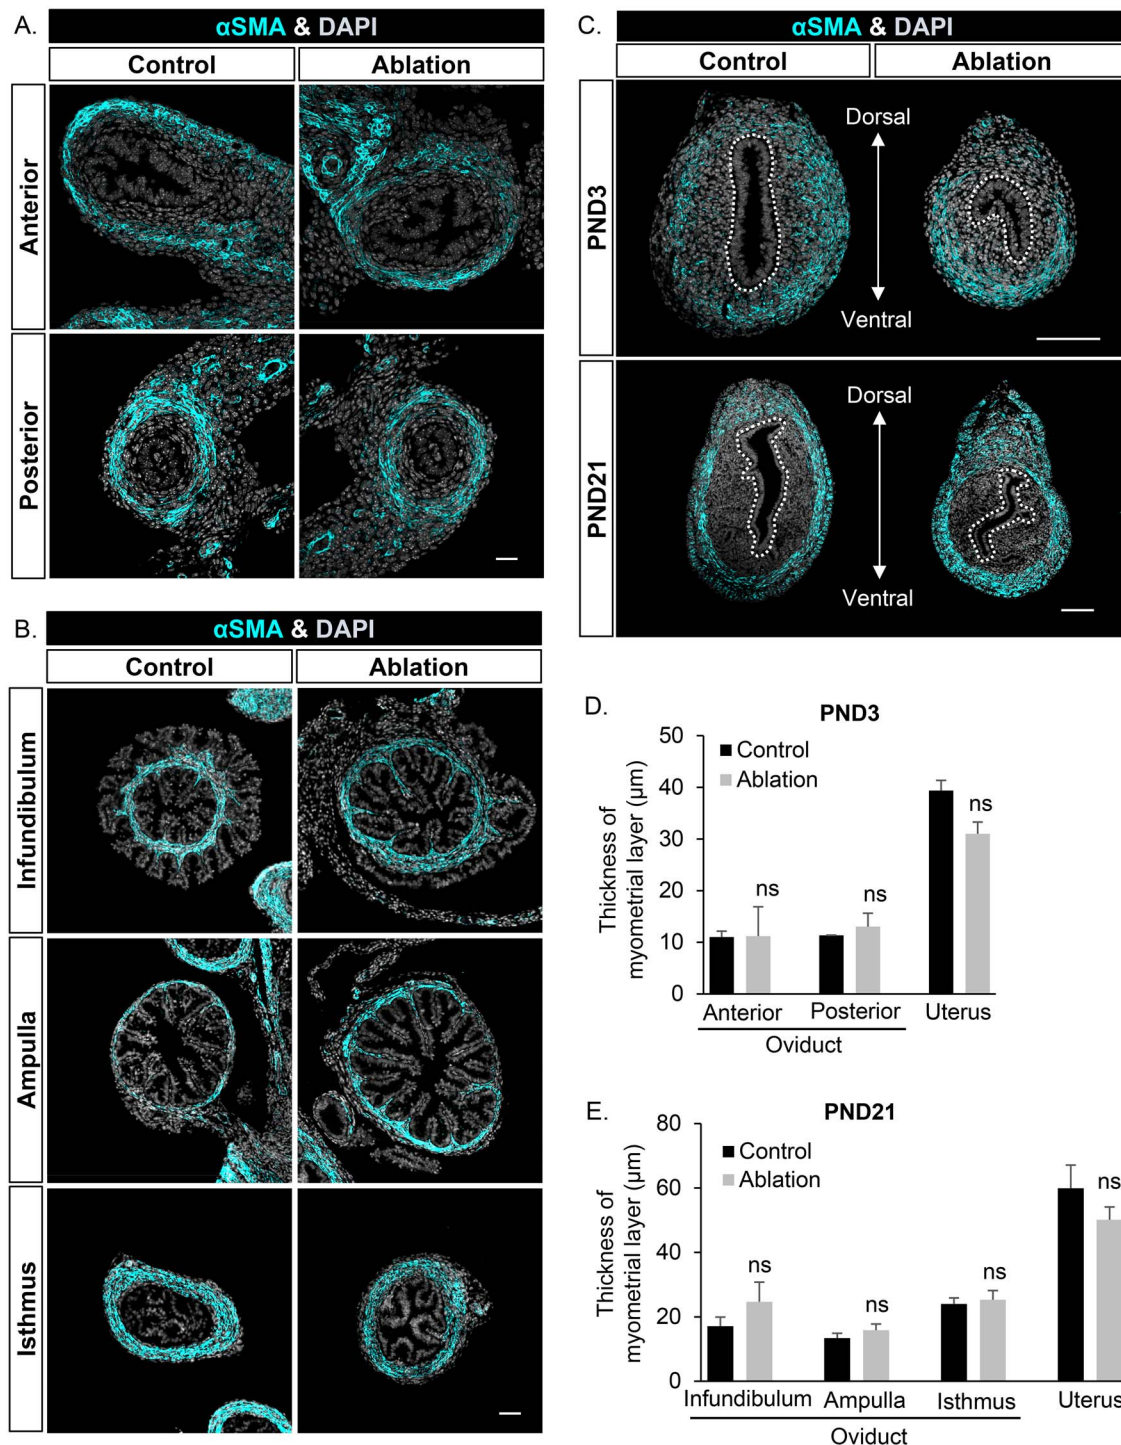 A.
αSMA & DAPI
Control
Ablation
Anterior
Posterior
B.
αSMA & DAPI
Control
Ablation
Infundibulum
Ampulla
Isthmus
C.
αSMA & DAPI
Control
Ablation
PND3
Dorsal
Ventral
PND21
Dorsal
Ventral
D.
PND3
Thickness of
myometrial layer (μm)
50
40
30
20
10
0
Control
Ablation
ns
ns
ns
Anterior
Posterior
Uterus
Oviduct
E.
PND21
Thickness of
myometrial layer (μm)
80
60
40
20
0
Control
Ablation
ns
ns
ns
ns
Infundibulum
Ampulla
Isthmus
Uterus
Oviduct